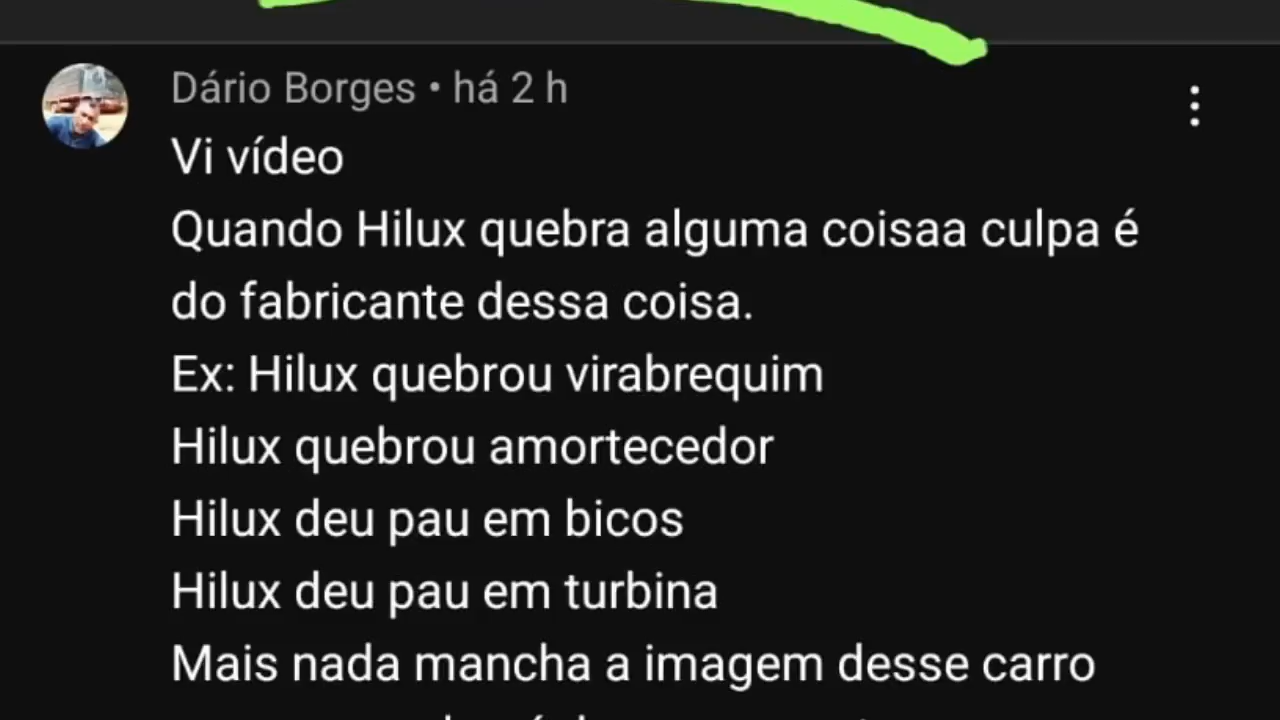 Dário Borges • há 2 h
Vi vídeo
Quando Hilux quebra alguma coisaa culpa é
do fabricante dessa coisa.
Ex: Hilux quebrou virabrequim
Hilux quebrou amortecedor
Hilux deu pau em bicos
Hilux deu pau em turbina
Mais nada mancha a imagem desse carro